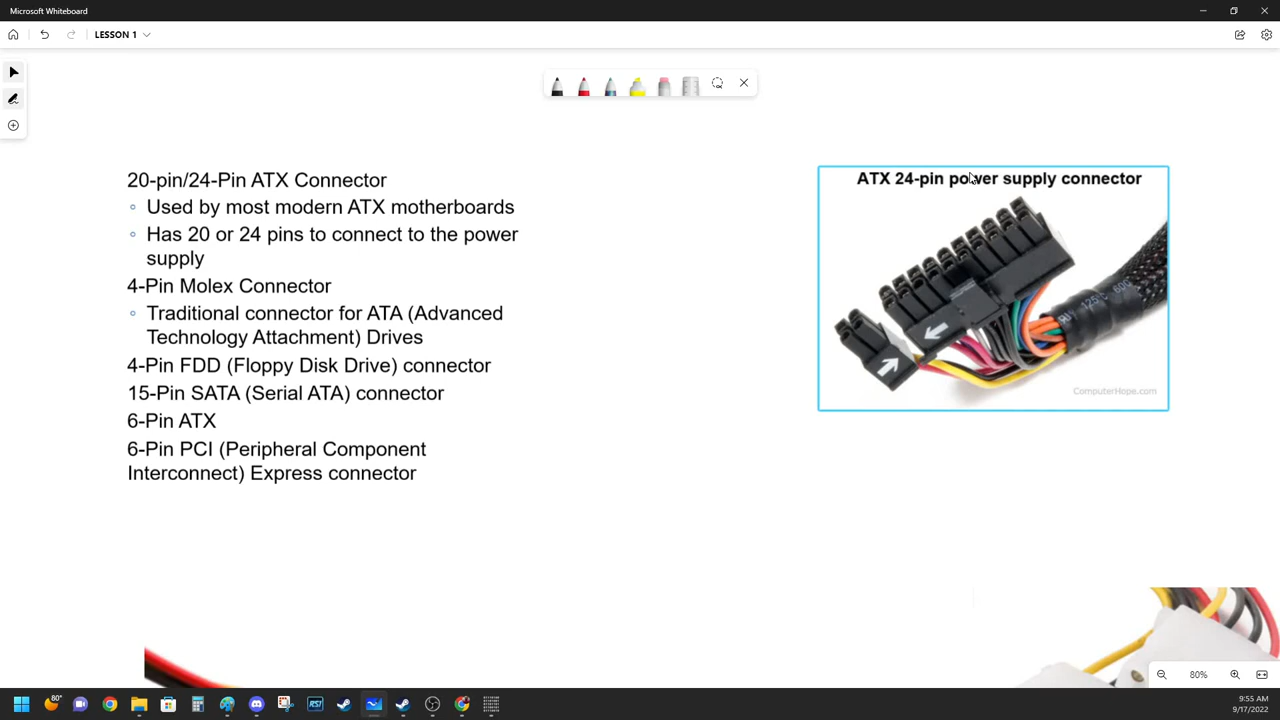 Microsoft Whiteboard
LESSON 1
20-pin/24-Pin ATX Connector
Used by most modern ATX motherboards
Has 20 or 24 pins to connect to the power
supply
4-Pin Molex Connector
Traditional connector for ATA (Advanced
Technology Attachment) Drives
4-Pin FDD (Floppy Disk Drive) connector
15-Pin SATA (Serial ATA) connector
6-Pin ATX
6-Pin PCI (Peripheral Component
Interconnect) Express connector
ATX 24-pin power supply connector
125°C 600
ComputerHope.com
80%
80°
RSI
9:55 AM
9/17/2022